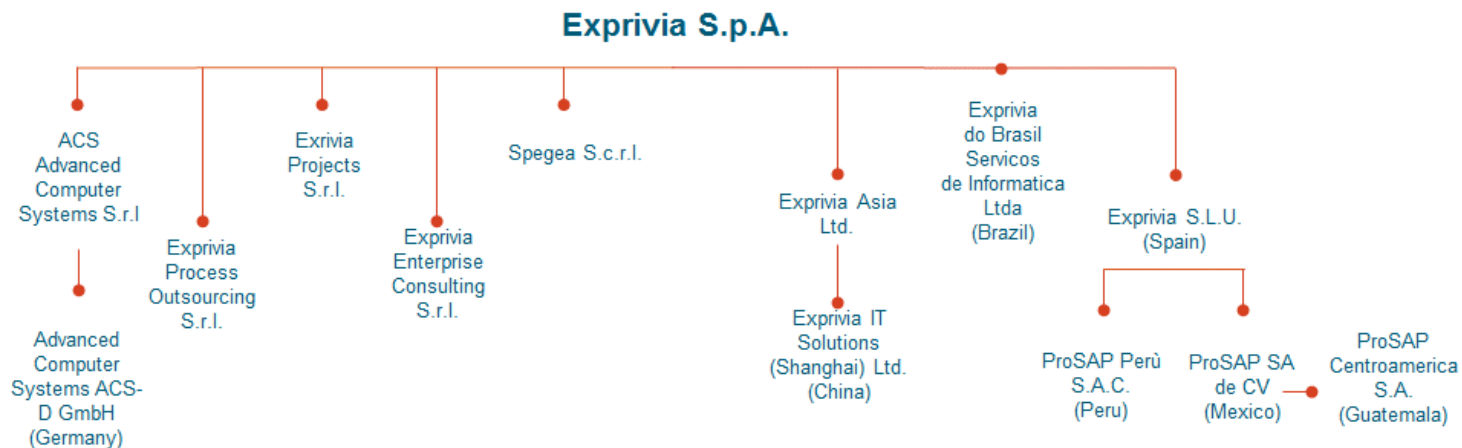 Exprivia S.p.A.
ACS
Advanced
Computer
Systems S.r.l
Advanced
Computer
Systems ACS-
D GmbH
(Germany)
Exprivia
Process
Outsourcing
S.r.l.
Exrivia
Projects
S.r.l.
Exprivia
Enterprise
Consulting
S.r.l.
Spegea S.c.r.l.
Exprivia Asia
Ltd.
Exprivia IT
Solutions
(Shanghai) Ltd.
(China)
Exprivia
do Brasil
Servicos
de Informatica
Ltda
(Brazil)
Exprivia S.L.U.
(Spain)
ProSAP Perù
S.A.C.
(Peru)
ProSAP SA
de CV
(Mexico)
ProSAP
Centroamerica
S.A.
(Guatemala)